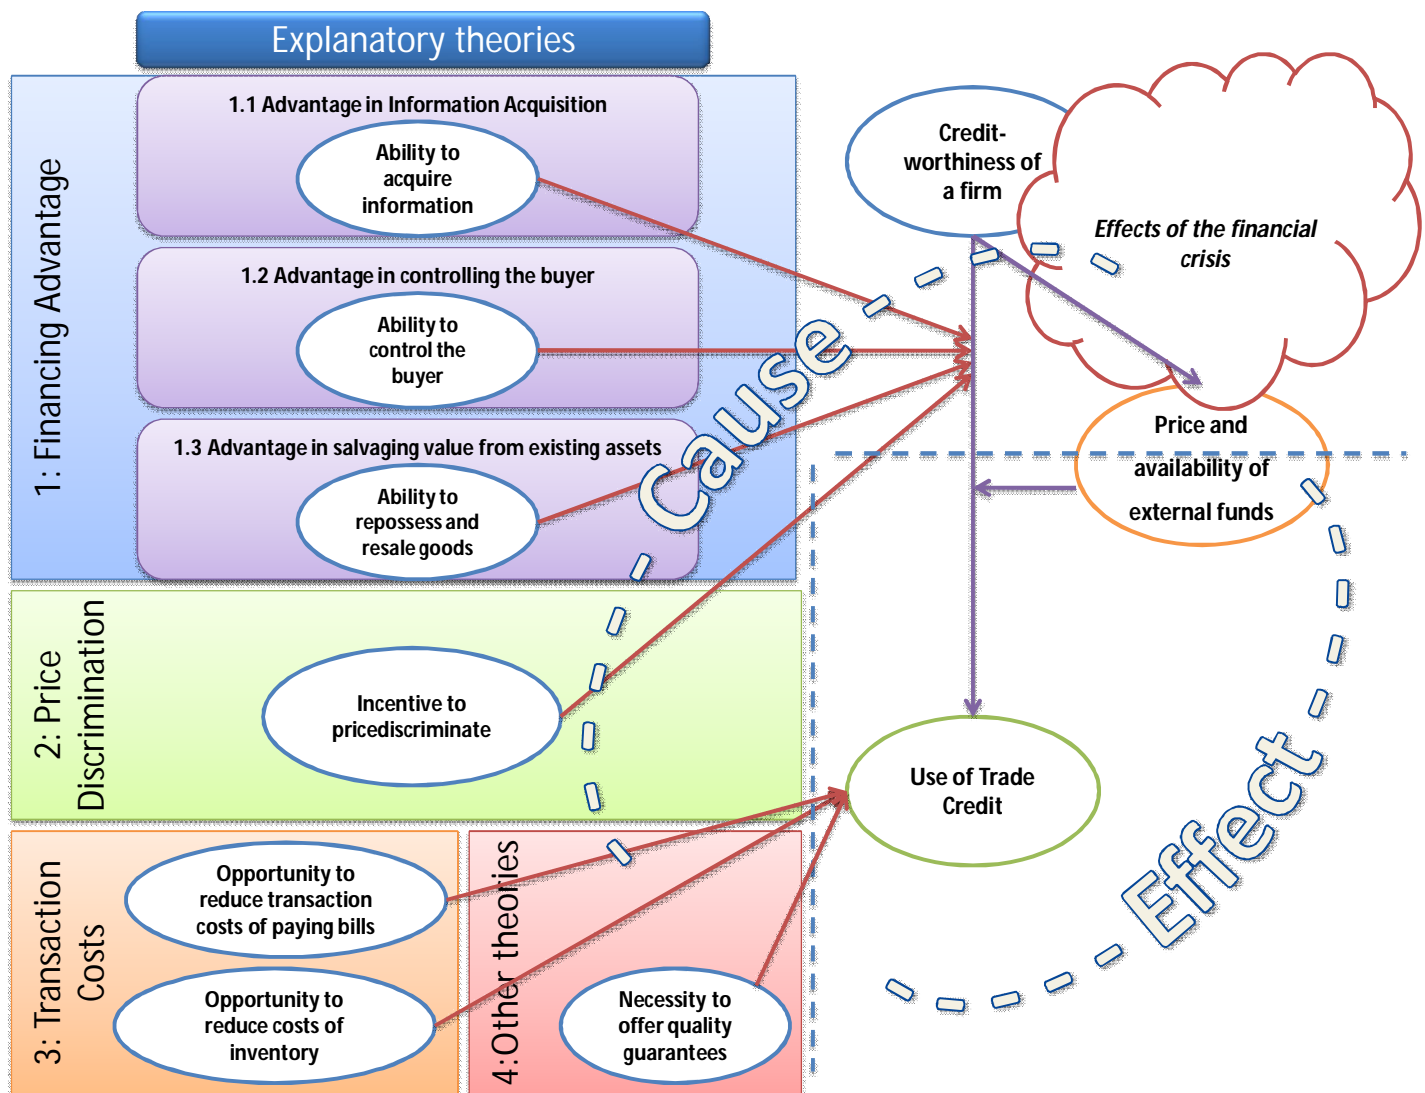 Explanatory theories
1: Financing Advantage
1.1 Advantage in Information Acquisition
Ability to
acquire
information
1.2 Advantage in controlling the buyer
Ability to
control the
buyer
1.3 Advantage in salvaging value from existing assets
Ability to
repossess and
resale goods
2: Price
Discrimination
Incentive to
pricediscriminate
3: Transaction
Costs
Opportunity to
reduce transaction
costs of paying bills
Opportunity to
reduce costs of
inventory
4:Other theories
Necessity to
offer quality
guarantees
Cause
Credit-
worthiness of
a firm
Effects of the financial
crisis
Price and
availability of
external funds
Use of Trade
Credit
Effect